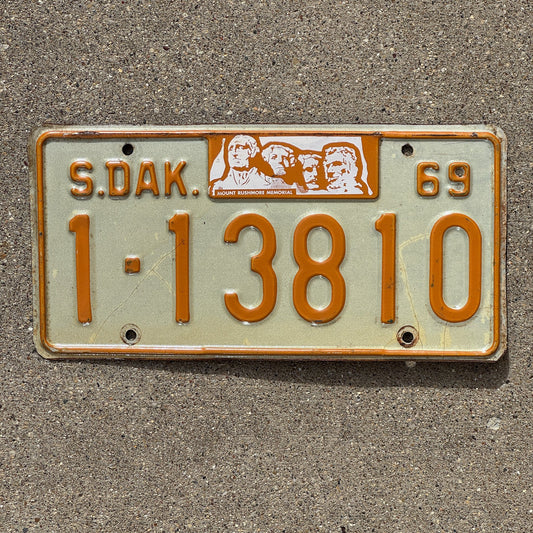 S.DAK. 69
MOUNT RUSHMORE MEMORIAL
1·13810